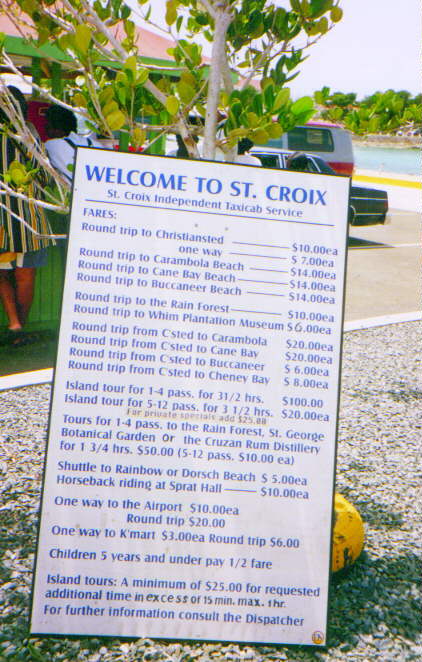 WELCOME TO ST. CROIX
St. Croix Independent Taxicab Service
FARES:
Round trip to Christiansted $10.00ea
one way $ 7.00ea
Round trip to Carambola Beach $14.00ea
Round trip to Cane Bay Beach $14.00ea
Round trip to Buccaneer Beach $14.00ea
Round trip to the Rain Forest $10.00ea
Round trip to Whim Plantation Museum $6.00ea
Round trip from C'sted to Carambola $20.00ea
Round trip from C'sted to Cane Bay $20.00ea
Round trip from C'sted to Buccaneer $ 6.00ea
Round trip from C'sted to Cheney Bay $ 8.00ea
Island tour for 1-4 pass. for 31/2 hrs. $100.00
Island tour for 5-12 pass. for 3 1/2 hrs. $20.00ea
For private specials add $25.00
Tours for 1-4 pass. to the Rain Forest, St. George
Botanical Garden or the Cruzan Rum Distillery
for 1 3/4 hrs. $50.00 (5-12 pass. $10.00 ea)
Shuttle to Rainbow or Dorsch Beach $ 5.00ea
Horseback riding at Sprat Hall $10.00ea
One way to the Airport $10.00ea
Round trip $20.00
One way to K'mart $3.00ea Round trip $6.00
Children 5 years and under pay 1/2 fare
Island tours: A minimum of $25.00 for requested
additional time in excess of 15 min. max. 1hr.
For further information consult the Dispatcher